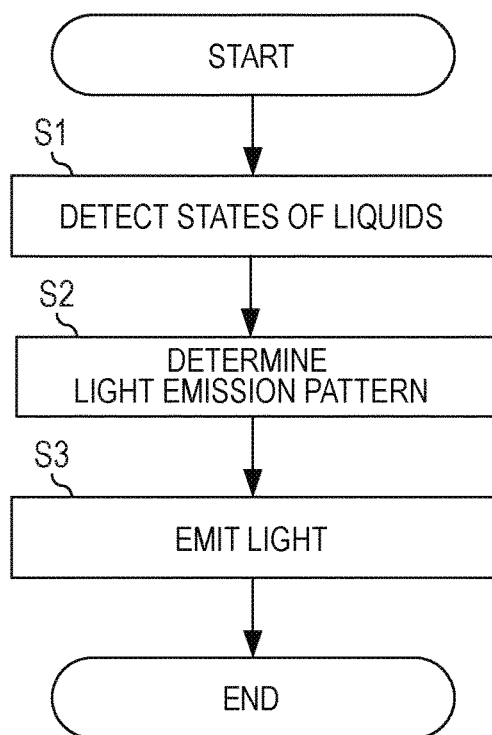 START
S1
DETECT STATES OF LIQUIDS
S2
DETERMINE
LIGHT EMISSION PATTERN
S3
EMIT LIGHT
END